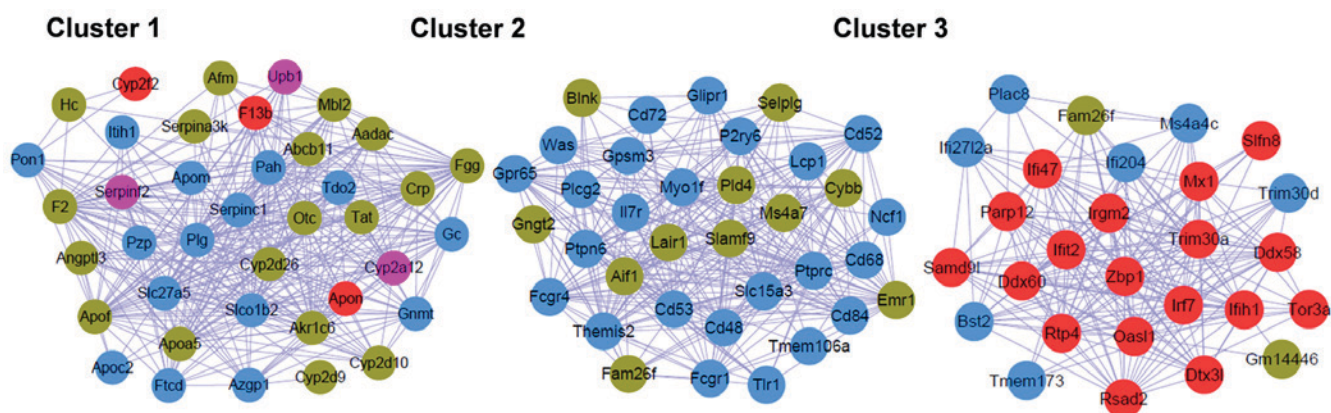 Cluster 1
Cluster 2
Cluster 3
Cyp2f2
Afm
Upb1
Hc
Mbl2
F13b
Serpina3k
Itih1
Aadac
Abcb11
Pon1
Pah
Fgg
Apom
Serpinf2
Tdo2
Crp
F2
Serpinc1
Otc
Tat
Gc
Pzp
Plg
Angptl3
Cyp2d26
Cyp2a12
Slc27a5
Apon
Slco1b2
Gnmt
Apof
Akr1c6
Apoa5
Apoc2
Cyp2d10
Ftcd
Azgp1
Cyp2d9
Blnk
Glipr1
Selplg
Cd72
Was
P2ry6
Cd52
Gpsm3
Lcp1
Gpr65
Plcg2
Myo1f
Pld4
Cybb
Il7r
Ms4a7
Ncf1
Gngt2
Lair1
Slamf9
Ptpn6
Cd68
Aif1
Ptprc
Fcgr4
Slc15a3
Emr1
Cd53
Themis2
Cd48
Cd84
Tmem106a
Fam26f
Fcgr1
Tlr1
Plac8
Fam26f
Ms4a4c
Slfn8
Ifi27l2a
Ifi204
Ifi47
Mx1
Trim30d
Parp12
Irgm2
Trim30a
Ifit2
Ddx58
Samd9l
Ddx60
Zbp1
Irf7
Ifih1
Tor3a
Bst2
Rtp4
Oasl1
Gm14446
Tmem173
Dtx3l
Rsad2